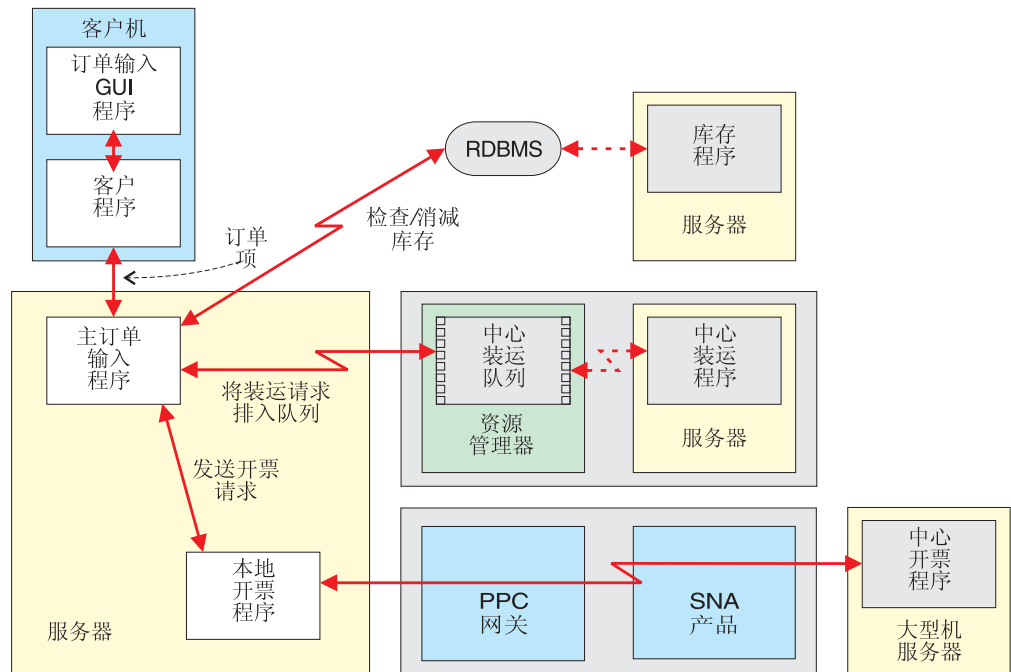 客户机
订单输入
GUI
程序
客户
程序
订单
项
RDBMS
检查/消减
库存
库存
程序
服务器
主订单
输入
程序
将装运请求
排入队列
中心
装运
队列
资源
管理器
中心
装运
程序
服务器
发送开票
请求
本地
开票
程序
服务器
PPC
网关
SNA
产品
中心
开票
程序
大型机
服务器